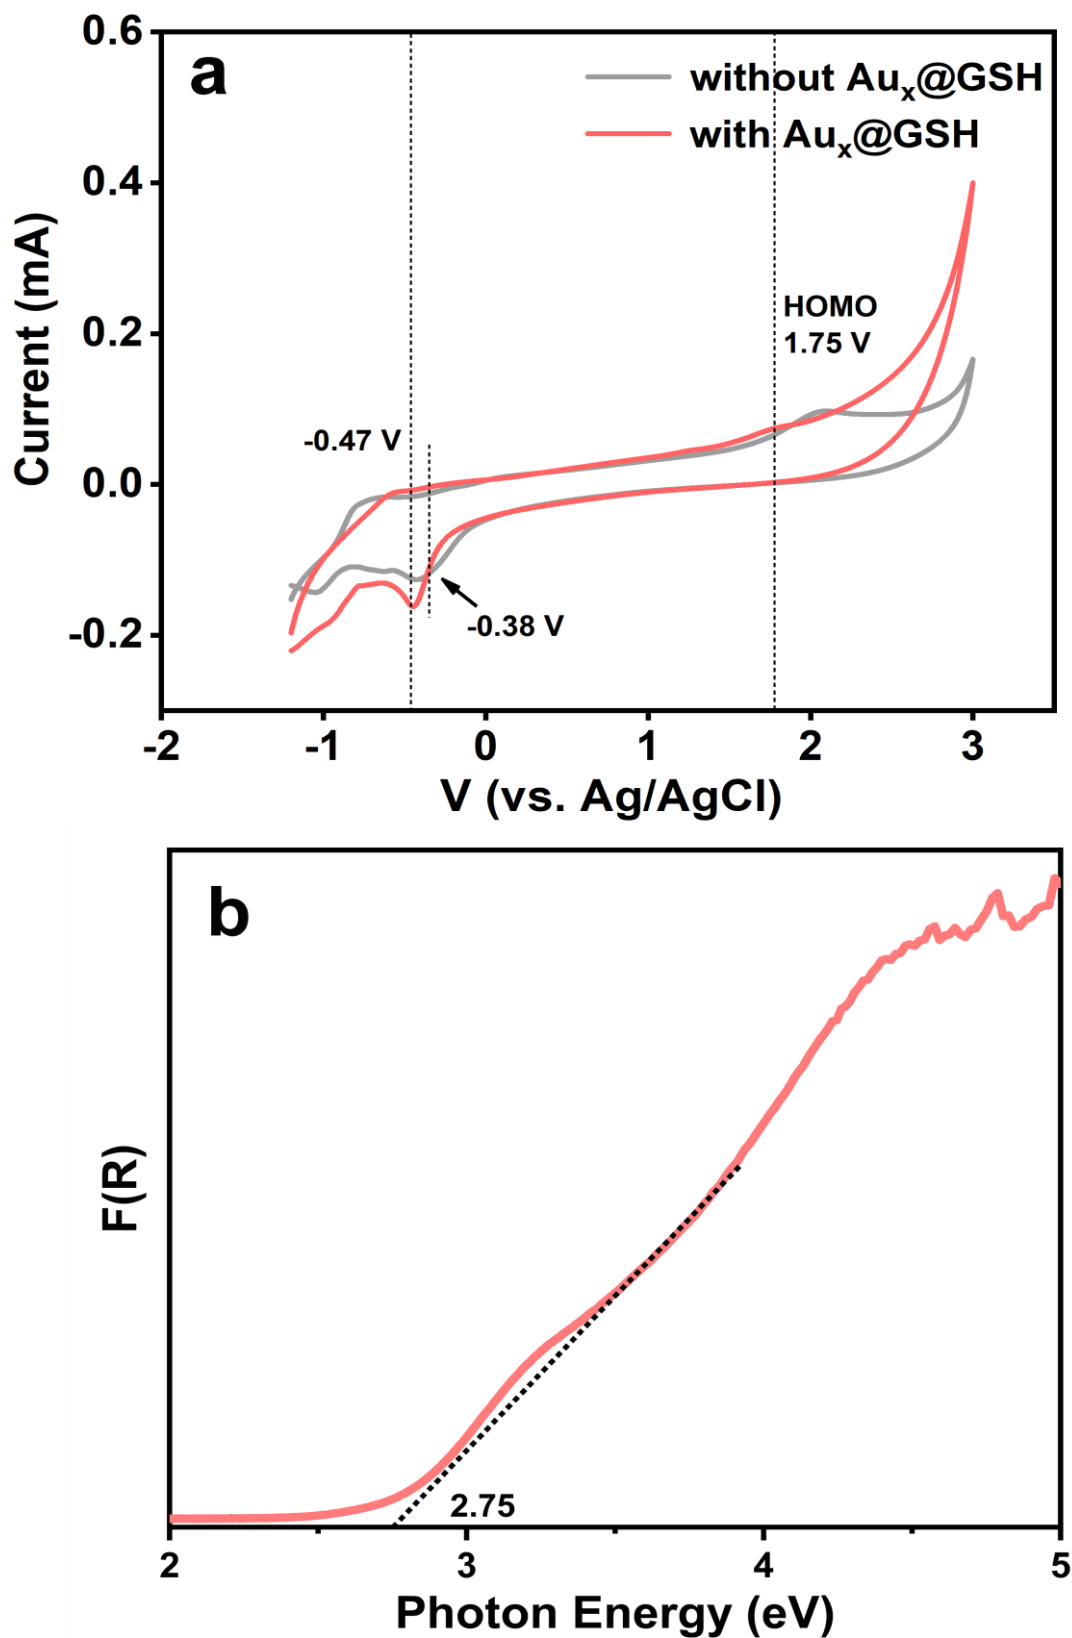 a
without Auₓ@GSH
with Auₓ@GSH
0.6
0.4
0.2
0.0
-0.2
Current (mA)
HOMO
1.75 V
-0.47 V
-0.38 V
-2 -1 0 1 2 3
V (vs. Ag/AgCl)
b
F(R)
2.75
2 3 4 5
Photon Energy (eV)